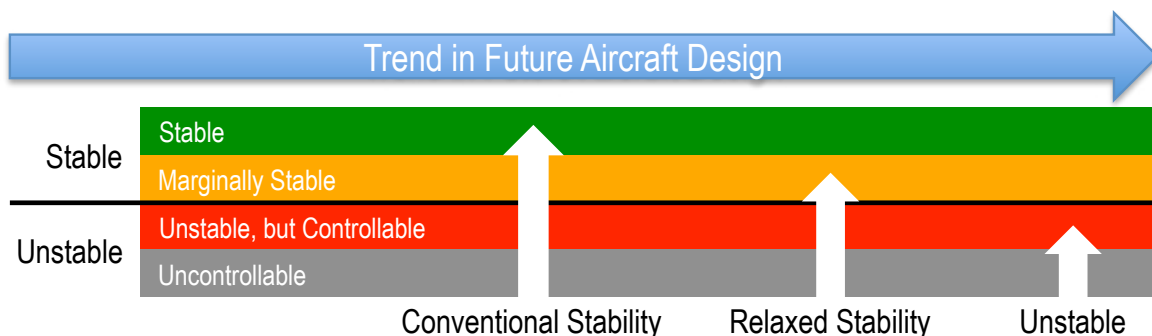 Trend in Future Aircraft Design
Stable
Stable
Marginally Stable
Unstable
Unstable, but Controllable
Uncontrollable
Conventional Stability
Relaxed Stability
Unstable